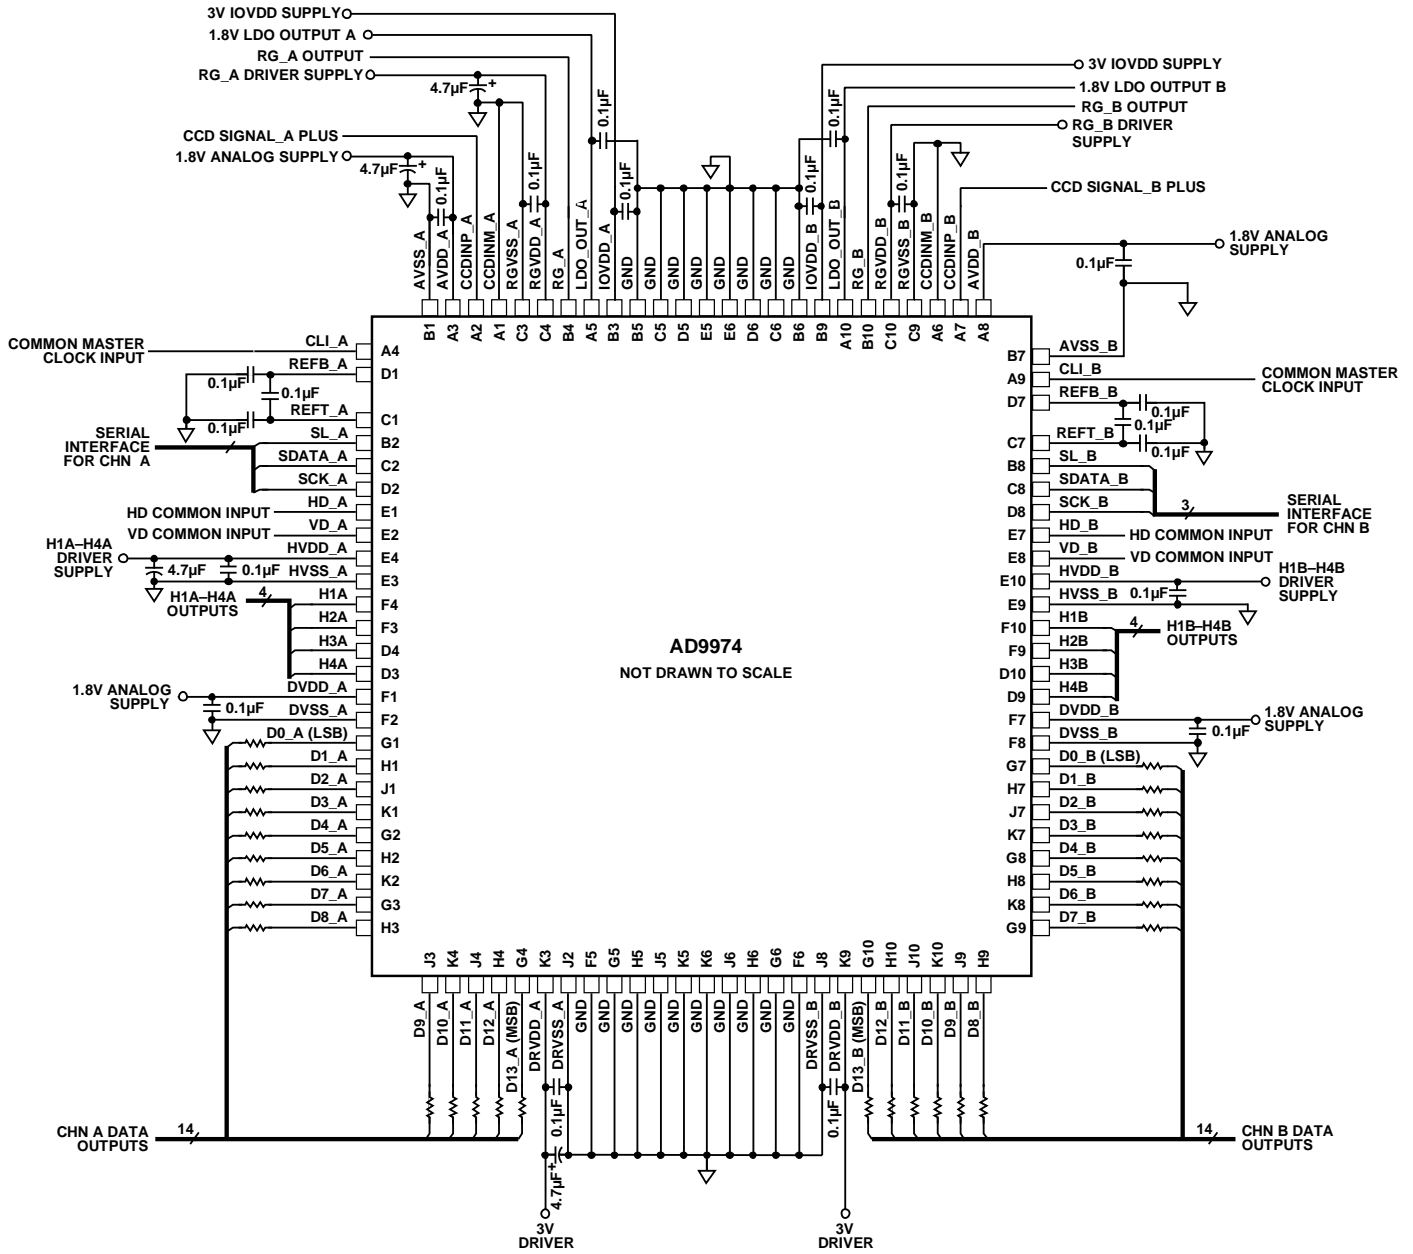 3V IOVDD SUPPLY
1.8V LDO OUTPUT A
RG_A OUTPUT
RG_A DRIVER SUPPLY
4.7µF
+
0.1µF
CCD SIGNAL_A PLUS
1.8V ANALOG SUPPLY
4.7µF
+
0.1µF
0.1µF
0.1µF
3V IOVDD SUPPLY
1.8V LDO OUTPUT B
RG_B OUTPUT
RG_B DRIVER
SUPPLY
0.1µF
0.1µF
0.1µF
CCD SIGNAL_B PLUS
1.8V ANALOG
SUPPLY
0.1µF
AVSS_A
AVDD_A
CCDINP_A
CCDINM_A
RGVSS_A
RGVDD_A
RG_A
LDO_OUT_A
IOVDD_A
GND
GND
GND
GND
GND
GND
GND
GND
IOVDD_B
LDO_OUT_B
RG_B
RGVDD_B
RGVSS_B
CCDINM_B
CCDINP_B
AVDD_B
B1
A3
A2
A1
C3
C4
B4
A5
B3
B5
C5
D5
E5
E6
D6
C6
B6
B9
A10
B10
C10
C9
A6
A7
A8
COMMON MASTER
CLOCK INPUT
CLI_A
A4
REFB_A
D1
0.1µF
0.1µF
0.1µF
REFT_A
C1
SERIAL
INTERFACE
FOR CHN A
SL_A
B2
SDATA_A
C2
SCK_A
D2
HD COMMON INPUT
HD_A
E1
VD COMMON INPUT
VD_A
E2
H1A–H4A
DRIVER
SUPPLY
4.7µF
0.1µF
HVDD_A
E4
HVSS_A
E3
H1A–H4A
OUTPUTS
4
H1A
F4
H2A
F3
H3A
D4
H4A
D3
1.8V ANALOG
SUPPLY
0.1µF
DVDD_A
F1
DVSS_A
F2
D0_A (LSB)
G1
D1_A
H1
D2_A
J1
D3_A
K1
D4_A
G2
D5_A
H2
D6_A
K2
D7_A
G3
D8_A
H3
AD9974
NOT DRAWN TO SCALE
B7
AVSS_B
A9
CLI_B
COMMON MASTER
CLOCK INPUT
D7
REFB_B
0.1µF
0.1µF
0.1µF
C7
REFT_B
B8
SL_B
C8
SDATA_B
D8
SCK_B
3
SERIAL
INTERFACE
FOR CHN B
E7
HD_B
HD COMMON INPUT
E8
VD_B
VD COMMON INPUT
E10
HVDD_B
0.1µF
H1B–H4B
DRIVER
SUPPLY
E9
HVSS_B
F10
H1B
4
H1B–H4B
OUTPUTS
F9
H2B
D10
H3B
D9
H4B
F7
DVDD_B
1.8V ANALOG
SUPPLY
0.1µF
F8
DVSS_B
G7
D0_B (LSB)
H7
D1_B
J7
D2_B
K7
D3_B
G8
D4_B
H8
D5_B
K8
D6_B
G9
D7_B
J3
K4
J4
H4
G4
K3
J2
F5
G5
H5
J5
K5
K6
J6
H6
G6
F6
J8
K9
G10
H10
J10
K10
J9
H9
D9_A
D10_A
D11_A
D12_A
D13_A (MSB)
DRVDD_A
DRVSS_A
GND
GND
GND
GND
GND
GND
GND
GND
GND
GND
DRVSS_B
DRVDD_B
D13_B (MSB)
D12_B
D11_B
D10_B
D9_B
D8_B
0.1µF
0.1µF
CHN A DATA
OUTPUTS
14
14
CHN B DATA
OUTPUTS
4.7µF
+
3V
DRIVER
3V
DRIVER